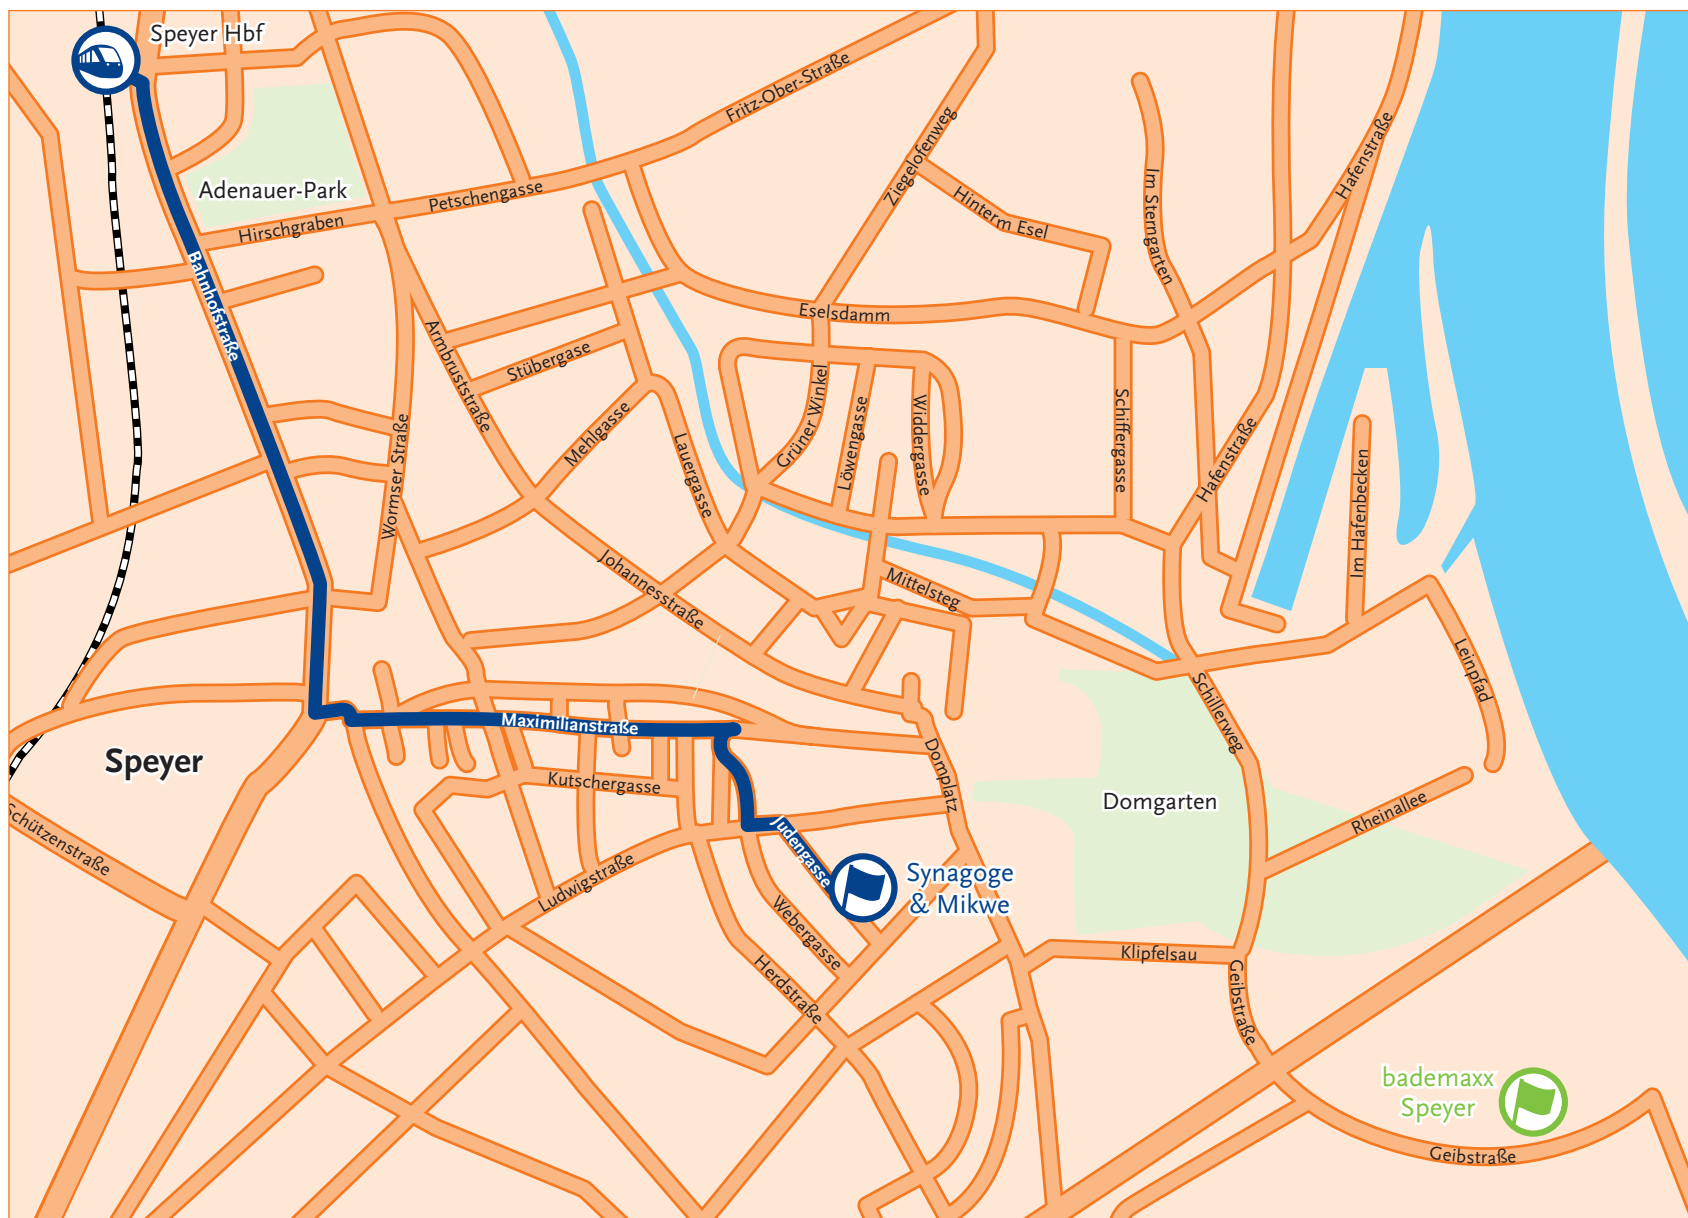 Speyer Hbf
Fritz-Ober-Straße
Ziegelofenweg
Hafenstraße
Adenauer-Park
Petschengasse
Hinterm Esel
Im Sterngarten
Hirschgraben
Bahnhofstraße
Eselsdamm
Armbruststraße
Stübergase
Grüner Winkel
Löwengasse
Widdergasse
Schiffergasse
Wormser Straße
Mehlgasse
Lauergasse
Hafenstraße
Im Hafenbecken
Johannesstraße
Mittelsteg
Leinpfad
Schillerweg
Maximilianstraße
Speyer
Domplatz
Kutschergasse
Domgarten
Rheinallee
Schützenstraße
Judengasse
Ludwigstraße
Synagoge
& Mikwe
Webergasse
Herdstraße
Klipfelsau
Geibstraße
bademaxx
Speyer
Geibstraße